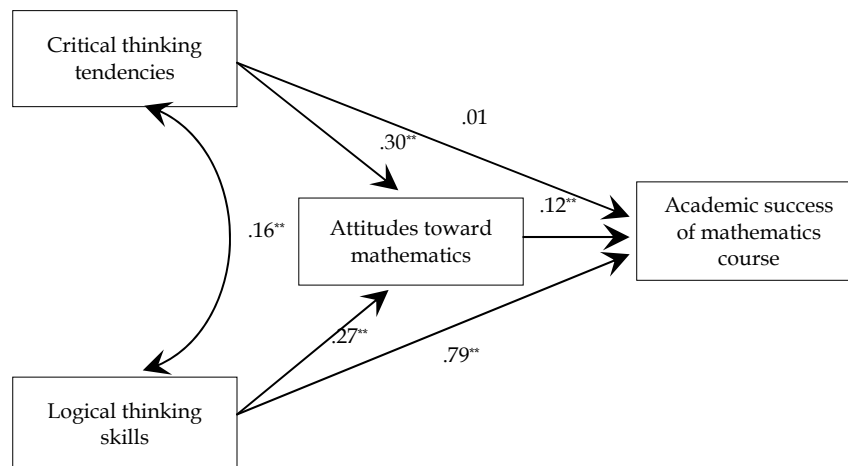 Critical thinking
tendencies
.01
.30**
.16**
Attitudes toward
mathematics
.12**
Academic success
of mathematics
course
.27**
.79**
Logical thinking
skills